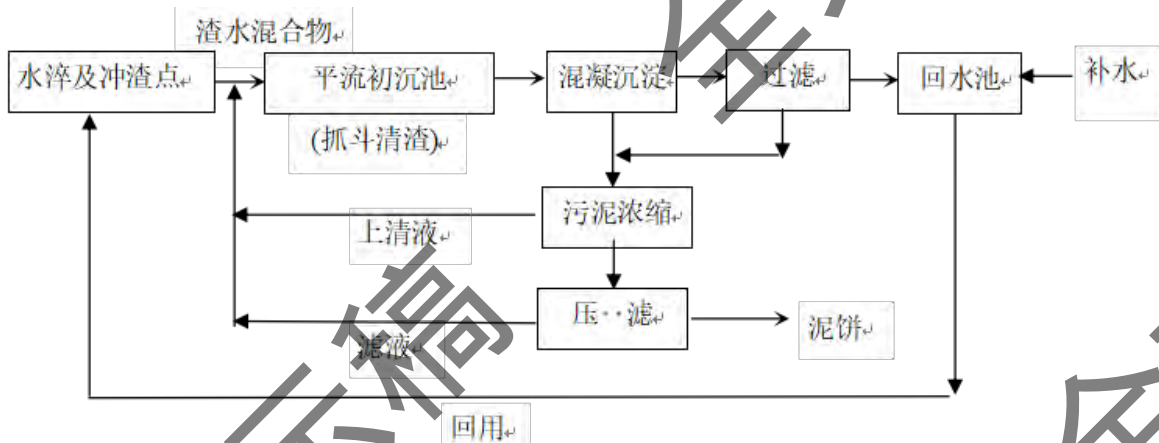 渣水混合物
水淬及冲渣点
平流初沉池
混凝沉淀
过滤
回水池
补水
(抓斗清渣)
污泥浓缩
上清液
压··滤
泥饼
滤液
回用
示稿